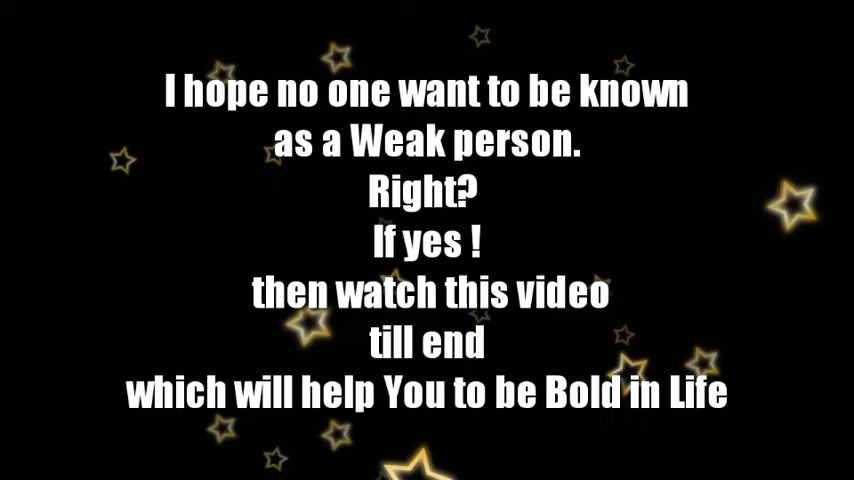 I hope no one want to be known
as a Weak person.
Right?
If yes !
then watch this video
till end
which will help You to be Bold in Life